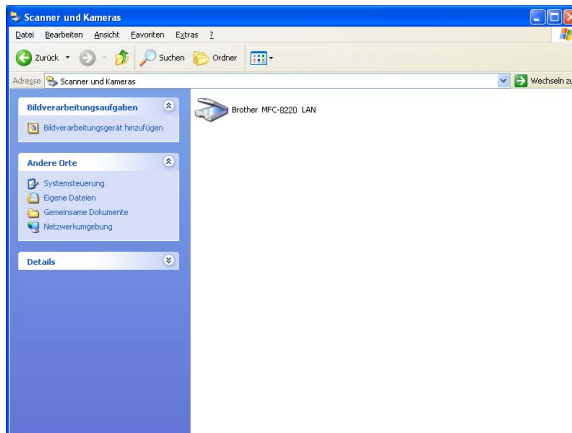 Scanner und Kameras
Datei Bearbeiten Ansicht Favoriten Extras ?
Zurück Suchen Ordner
Adresse Scanner und Kameras Wechseln zu
Bildverarbeitungsaufgaben
Bildverarbeitungsgerät hinzufügen
Andere Orte
Systemsteuerung
Eigene Dateien
Gemeinsame Dokumente
Netzwerkumgebung
Details
Brother MFC-8220 LAN